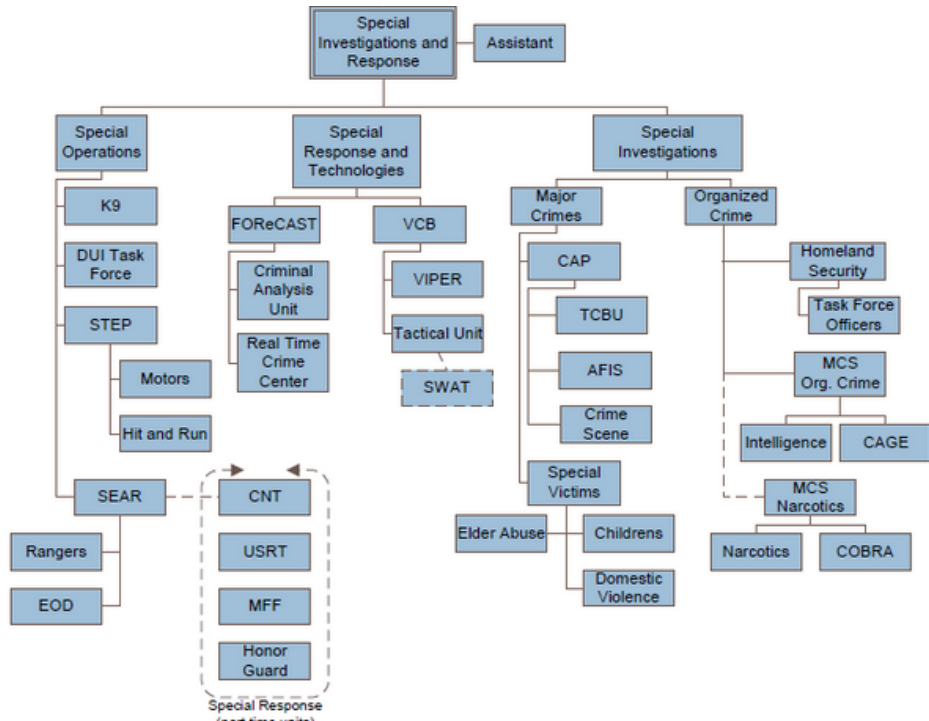 Special
Investigations and
Response
Assistant
Special
Operations
Special
Response and
Technologies
Special
Investigations
K9
DUI Task
Force
STEP
Motors
Hit and Run
SEAR
Rangers
EOD
FOReCAST
Criminal
Analysis
Unit
Real Time
Crime
Center
VCB
VIPER
Tactical Unit
SWAT
CNT
USRT
MFF
Honor
Guard
Special Response
(part time units)
Major
Crimes
CAP
TCBU
AFIS
Crime
Scene
Special
Victims
Elder Abuse
Childrens
Domestic
Violence
Organized
Crime
Homeland
Security
Task Force
Officers
MCS
Org. Crime
Intelligence
CAGE
MCS
Narcotics
Narcotics
COBRA